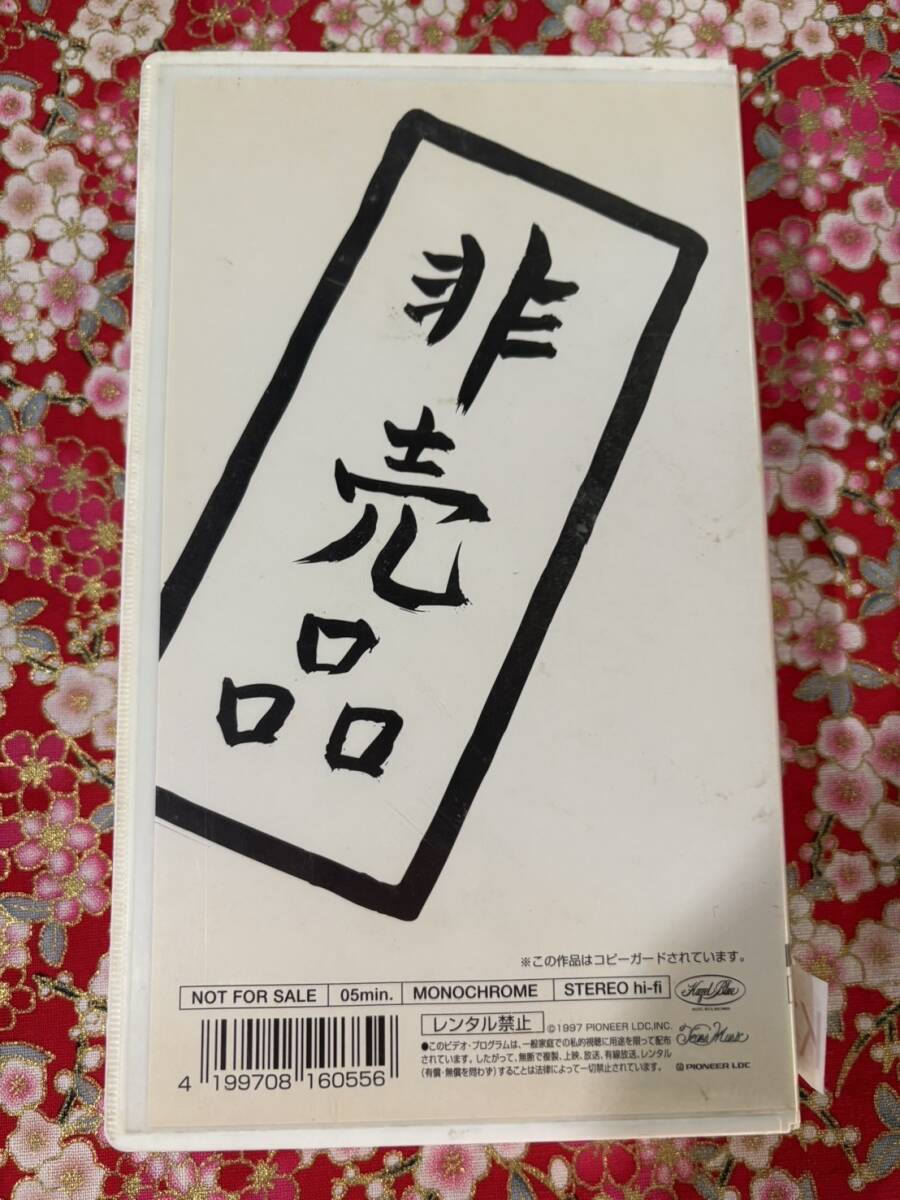 非売品
※この作品はコピーガードされています。
NOT FOR SALE 05min. MONOCHROME STEREO hi-fi
Hazel Blue
レンタル禁止 ©1997 PIONEER LDC,INC.
●このビデオ・プログラムは、一般家庭での私的視聴に用途を限って配布
されています。したがって、無断で複製、上映、放送、有線放送、レンタル
(有償・無償を問わず)することは法律によって一切禁止されています。
Teens Music
PIONEER LDC
4 199708 160556